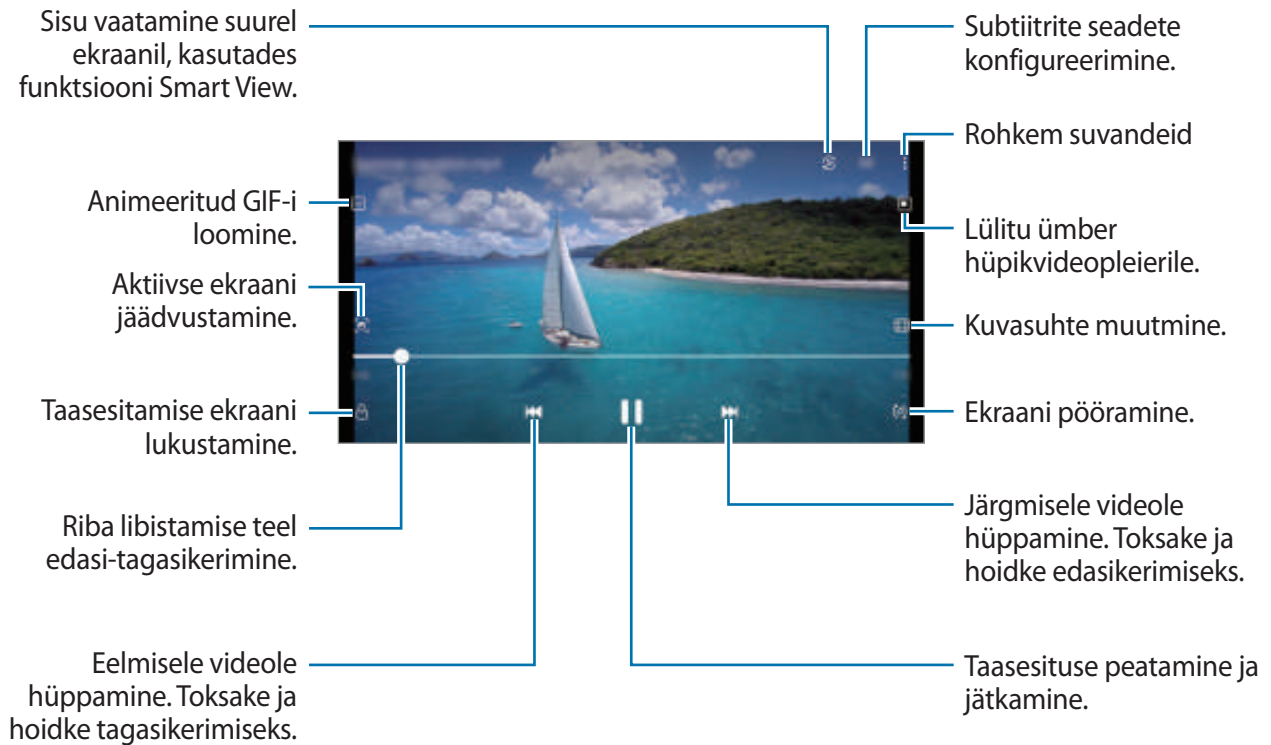 Sisu vaatamine suurel
ekraanil, kasutades
funktsiooni Smart View.
Animeeritud GIF-i
loomine.
Aktiivse ekraani
jäädvustamine.
Taasesitamise ekraani
lukustamine.
Riba libistamise teel
edasi-tagasikerimine.
Eelmisele videole
hüppamine. Toksake ja
hoidke tagasikerimiseks.
Subtiitrite seadete
konfigureerimine.
Rohkem suvandeid
Lülitu ümber
hüpikvideopleierile.
Kuvasuhte muutmine.
Ekraani pööramine.
Järgmisele videole
hüppamine. Toksake ja
hoidke edasikerimiseks.
Taasesituse peatamine ja
jätkamine.